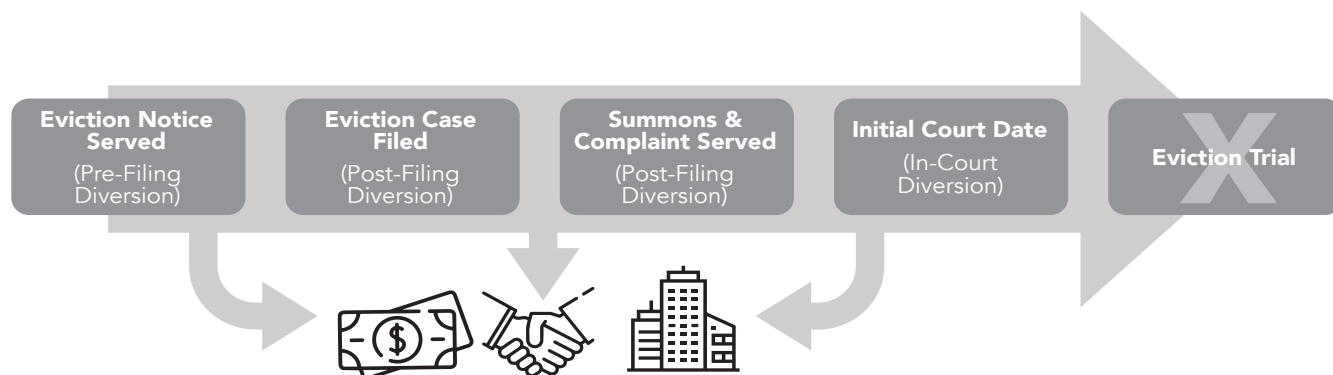 Eviction Notice
Served
(Pre-Filing
Diversion)
Eviction Case
Filed
(Post-Filing
Diversion)
Summons &
Complaint Served
(Post-Filing
Diversion)
Initial Court Date
(In-Court
Diversion)
X
Eviction Trial
$